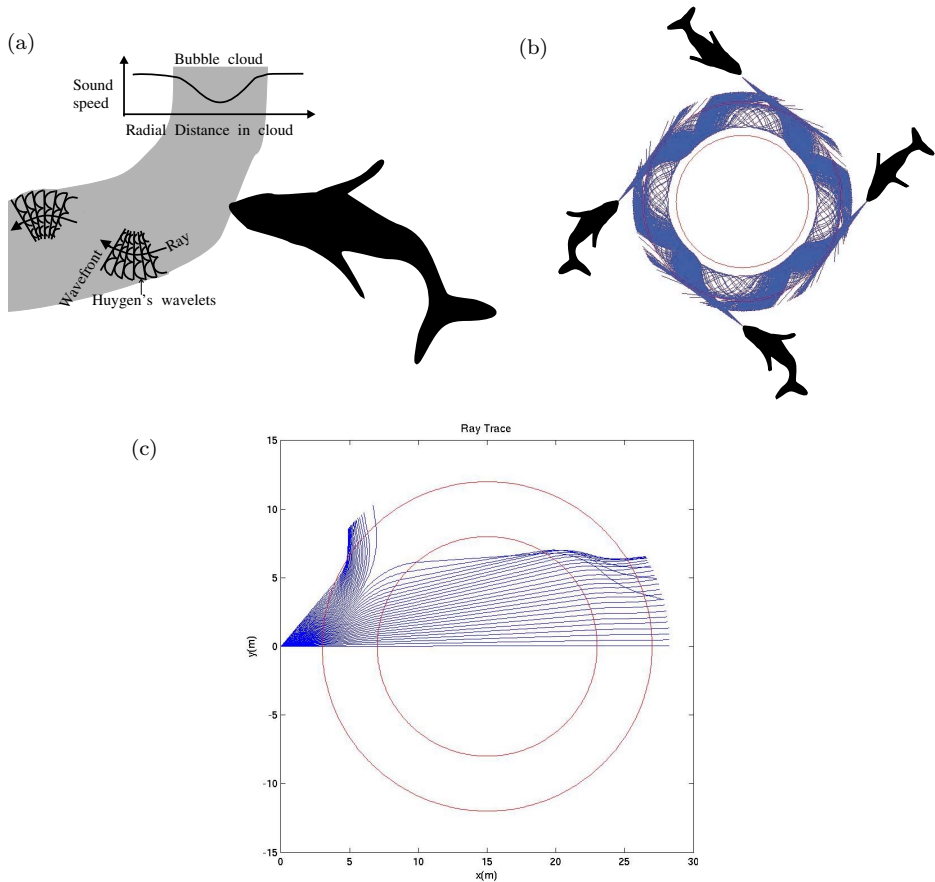 (a)
Bubble cloud
Sound
speed
Radial Distance in cloud
Wavefront
Ray
Huygen's wavelets
(b)
(c)
Ray Trace
15
10
5
0
-5
-10
-15
y(m)
0 5 10 15 20 25 30
x(m)